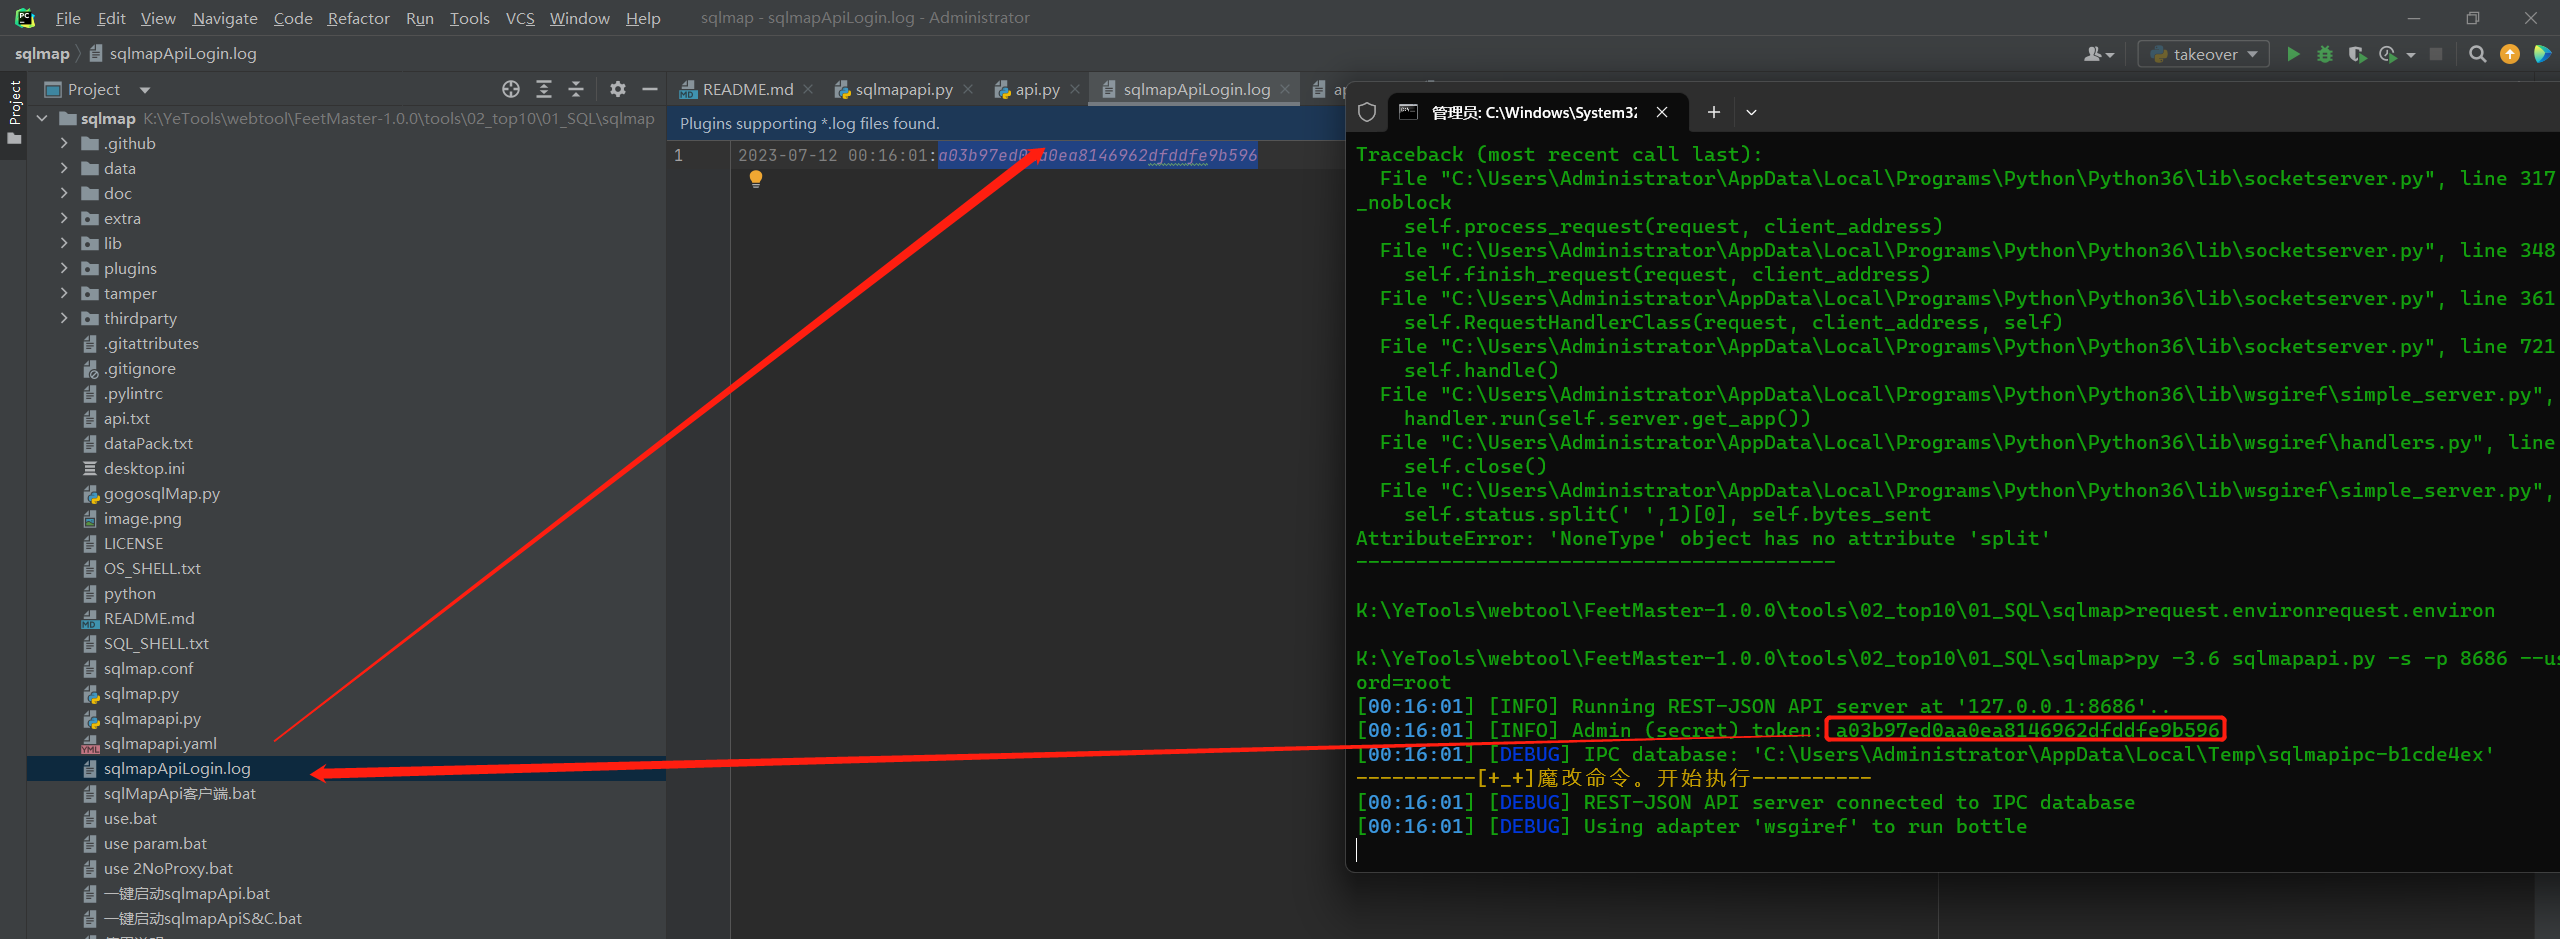 File Edit View Navigate Code Refactor Run Tools VCS Window Help sqlmap - sqlmapApiLogin.log - Administrator
sqlmap sqlmapApiLogin.log
takeover
Project
Project
README.md sqlmapapi.py api.py sqlmapApiLogin.log
Plugins supporting *.log files found.
1 2023-07-12 00:16:01:a03b97ed0aa0ea8146962dfddfe9b596
sqlmap K:\YeTools\webtool\FeetMaster-1.0.0\tools\02_top10\01_SQL\sqlmap
.github
data
doc
extra
lib
plugins
tamper
thirdparty
.gitattributes
.gitignore
.pylintrc
api.txt
dataPack.txt
desktop.ini
gogosqlMap.py
image.png
LICENSE
OS_SHELL.txt
python
README.md
SQL_SHELL.txt
sqlmap.conf
sqlmap.py
sqlmapapi.py
sqlmapapi.yaml
sqlmapApiLogin.log
sqlMapApi客户端.bat
use.bat
use param.bat
use 2NoProxy.bat
一键启动sqlmapApi.bat
一键启动sqlmapApiS&C.bat
管理员: C:\Windows\System32
Traceback (most recent call last):
File "C:\Users\Administrator\AppData\Local\Programs\Python\Python36\lib\socketserver.py", line 317
_noblock
self.process_request(request, client_address)
File "C:\Users\Administrator\AppData\Local\Programs\Python\Python36\lib\socketserver.py", line 348
self.finish_request(request, client_address)
File "C:\Users\Administrator\AppData\Local\Programs\Python\Python36\lib\socketserver.py", line 361
self.RequestHandlerClass(request, client_address, self)
File "C:\Users\Administrator\AppData\Local\Programs\Python\Python36\lib\socketserver.py", line 721
self.handle()
File "C:\Users\Administrator\AppData\Local\Programs\Python\Python36\lib\wsgiref\simple_server.py",
handler.run(self.server.get_app())
File "C:\Users\Administrator\AppData\Local\Programs\Python\Python36\lib\wsgiref\handlers.py", line
self.close()
File "C:\Users\Administrator\AppData\Local\Programs\Python\Python36\lib\wsgiref\simple_server.py",
self.status.split(' ',1)[0], self.bytes_sent
AttributeError: 'NoneType' object has no attribute 'split'
----------------------------------------
K:\YeTools\webtool\FeetMaster-1.0.0\tools\02_top10\01_SQL\sqlmap>request.environrequest.environ
K:\YeTools\webtool\FeetMaster-1.0.0\tools\02_top10\01_SQL\sqlmap>py -3.6 sqlmapapi.py -s -p 8686 --us
ord=root
[00:16:01] [INFO] Running REST-JSON API server at '127.0.0.1:8686'..
[00:16:01] [INFO] Admin (secret) token: a03b97ed0aa0ea8146962dfddfe9b596
[00:16:01] [DEBUG] IPC database: 'C:\Users\Administrator\AppData\Local\Temp\sqlmapipc-b1cde4ex'
----------[+_+]魔改命令。开始执行----------
[00:16:01] [DEBUG] REST-JSON API server connected to IPC database
[00:16:01] [DEBUG] Using adapter 'wsgiref' to run bottle